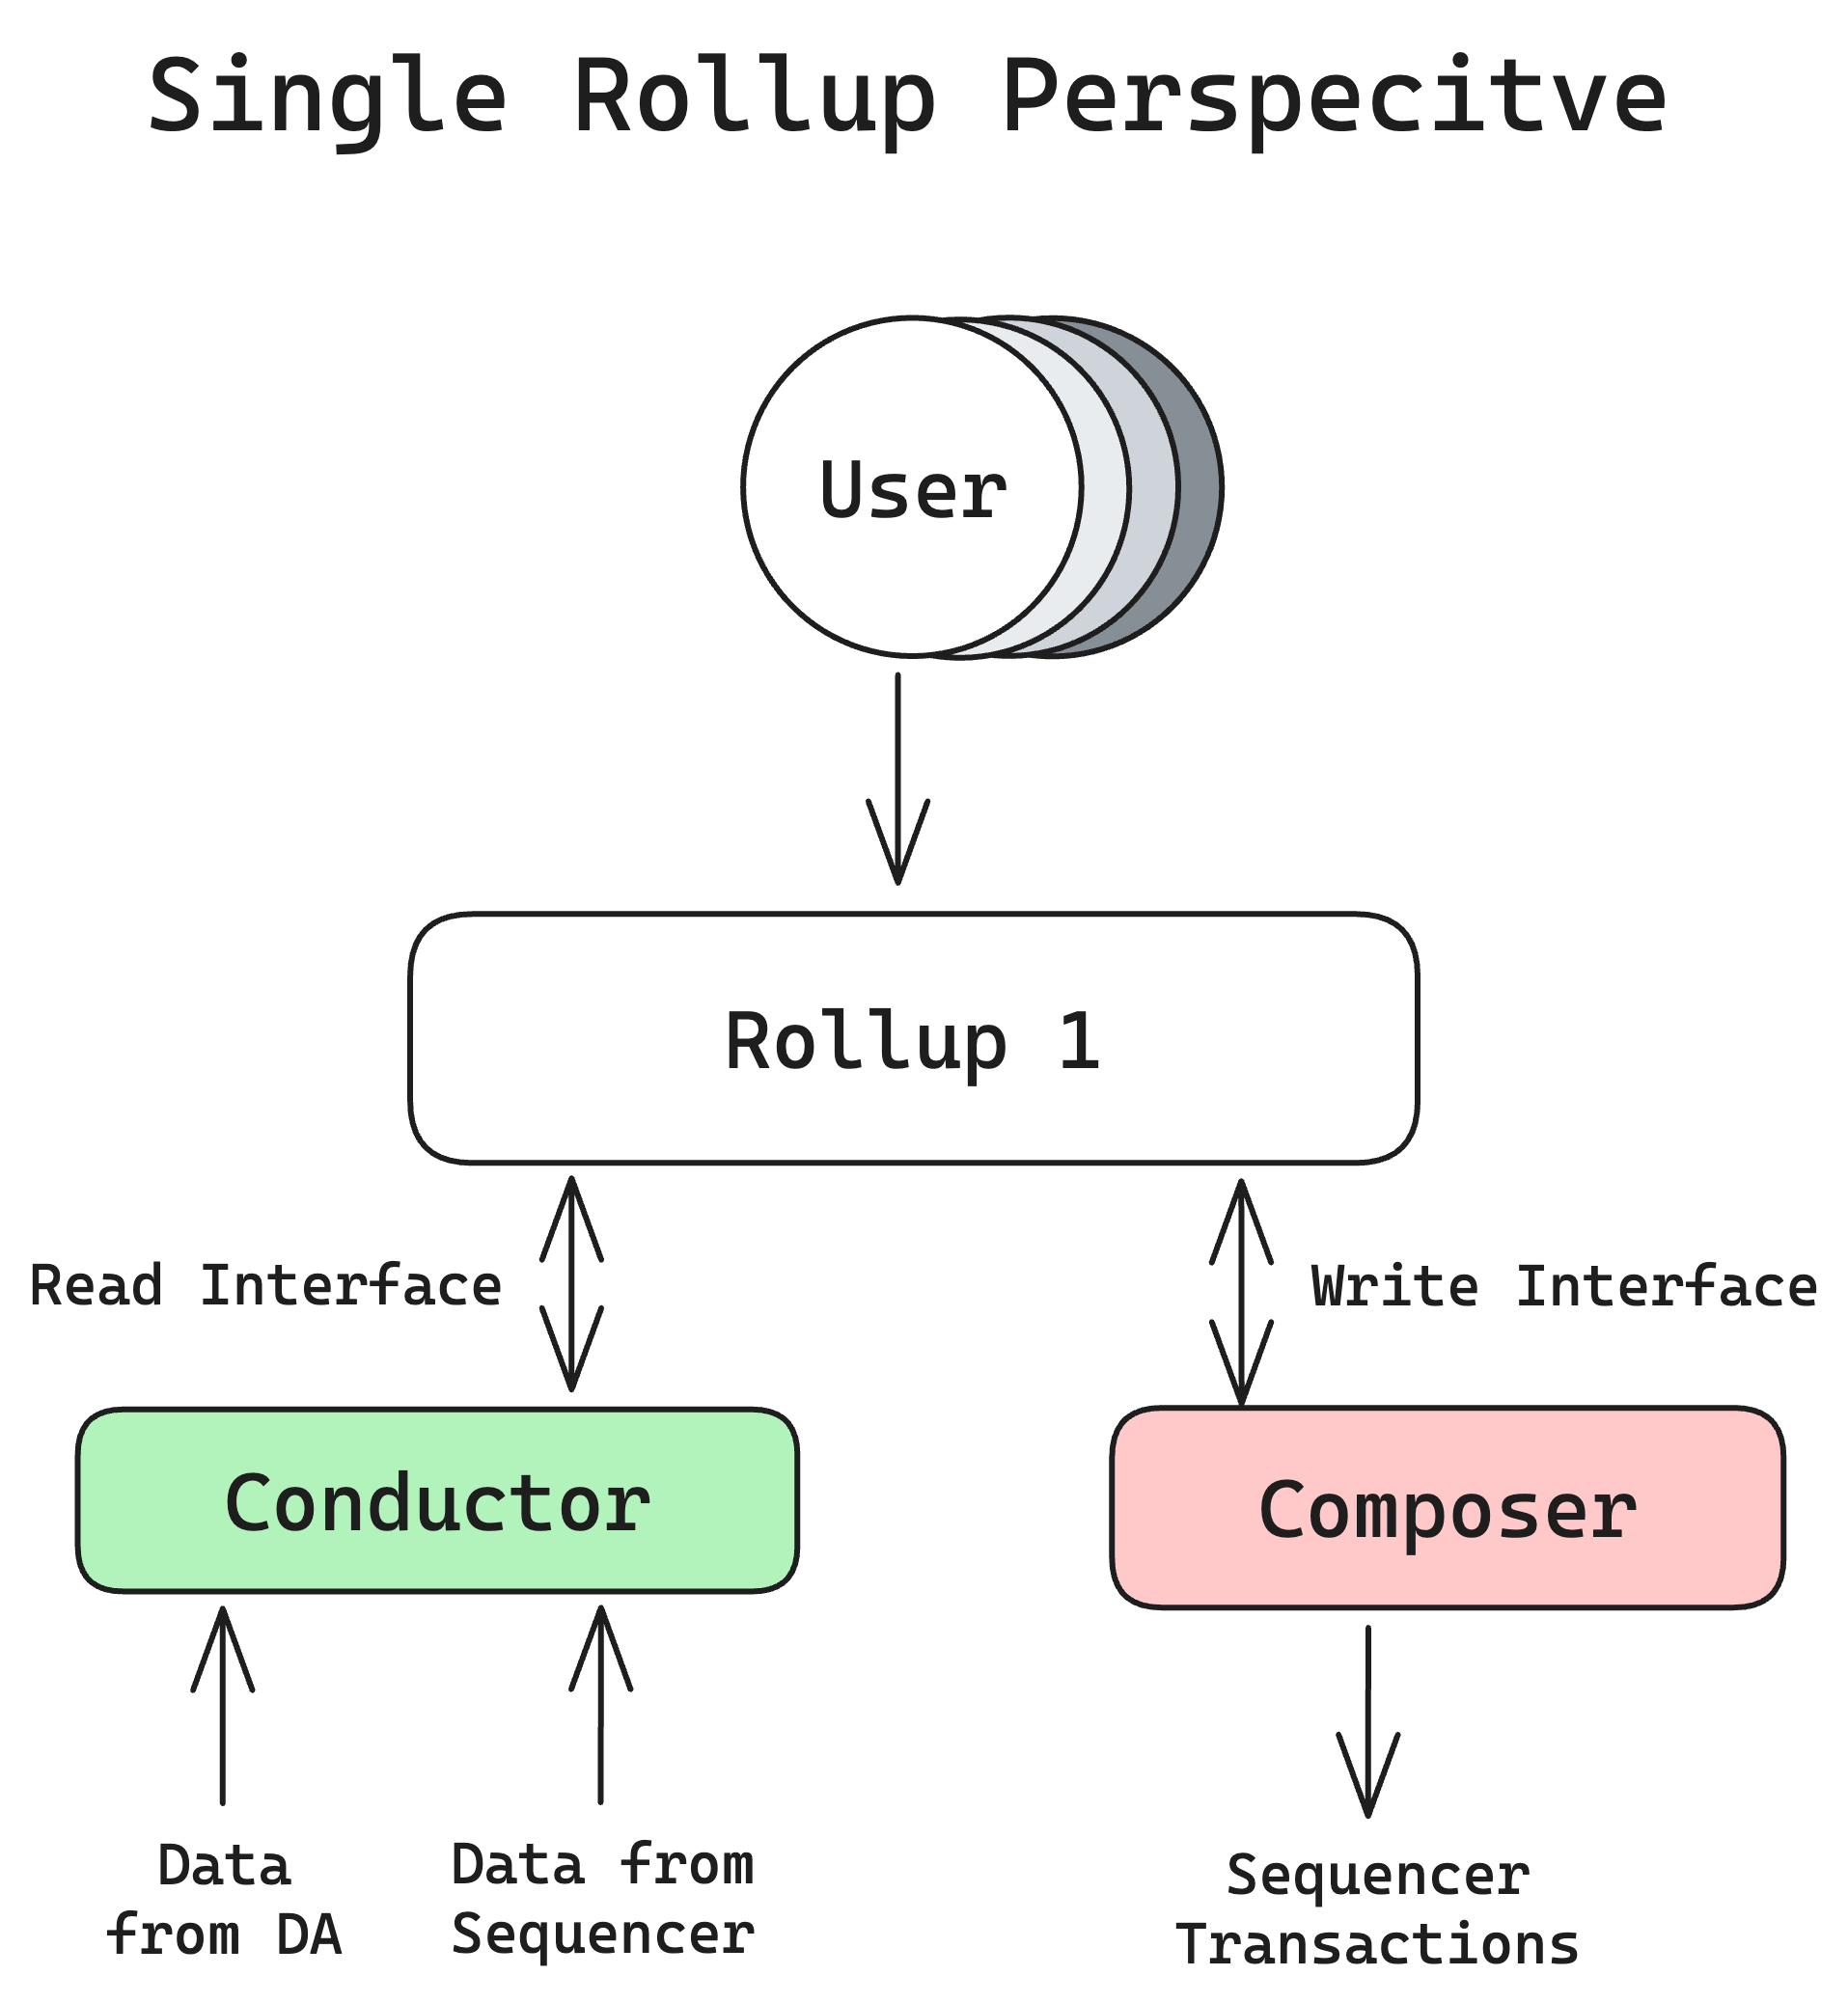 Single Rollup Perspecitve
User
Rollup 1
Read Interface
Write Interface
Conductor
Composer
Data
from DA
Data from
Sequencer
Sequencer
Transactions